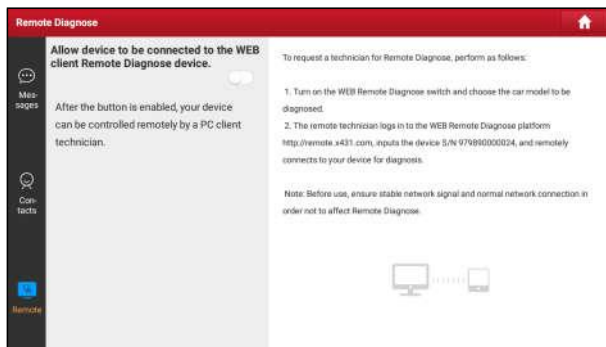 Remote Diagnose
Mes-
sages
Con-
tacts
Remote
Allow device to be connected to the WEB
client Remote Diagnose device.
After the button is enabled, your device
can be controlled remotely by a PC client
technician.
To request a technician for Remote Diagnose, perform as follows:
1. Turn on the WEB Remote Diagnose switch and choose the car model to be
diagnosed.
2. The remote technician logs in to the WEB Remote Diagnose platform
http://remote.x431.com, inputs the device S/N 979890000024, and remotely
connects to your device for diagnosis.
Note: Before use, ensure stable network signal and normal network connection in
order not to affect Remote Diagnose.